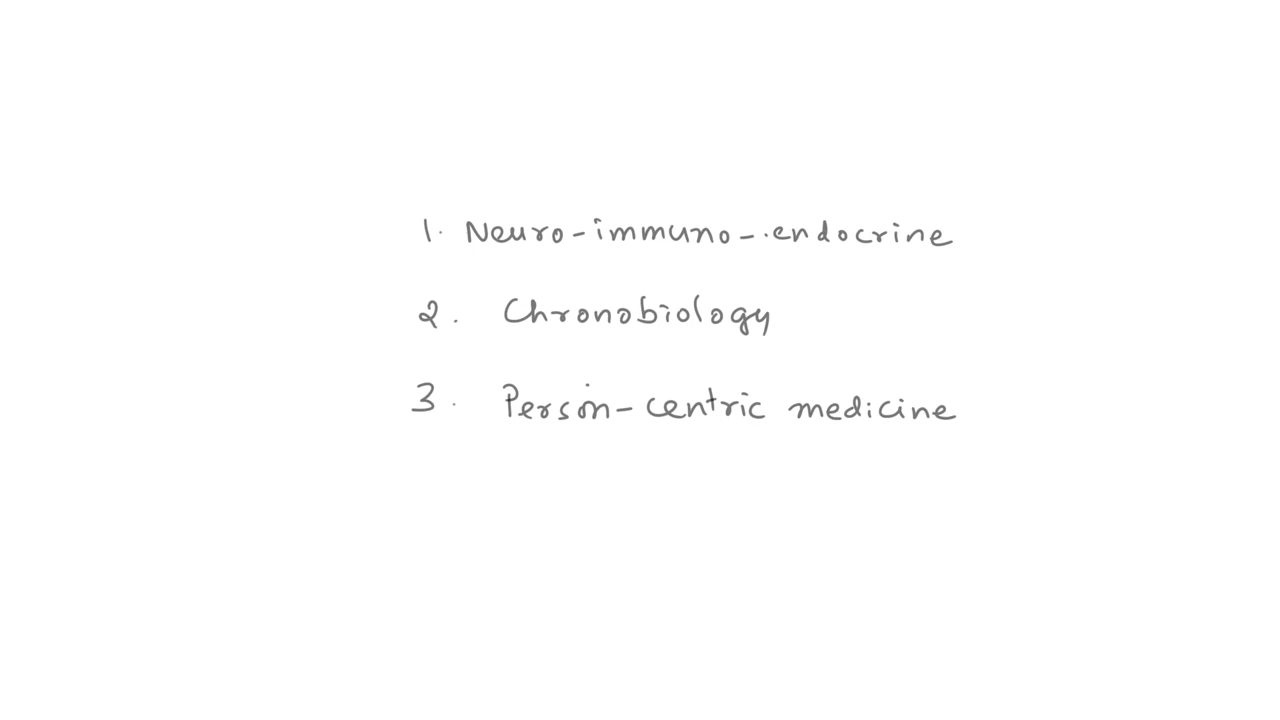 1. Neuro-immuno-endocrine
2. Chronobiology
3. Person-centric medicine